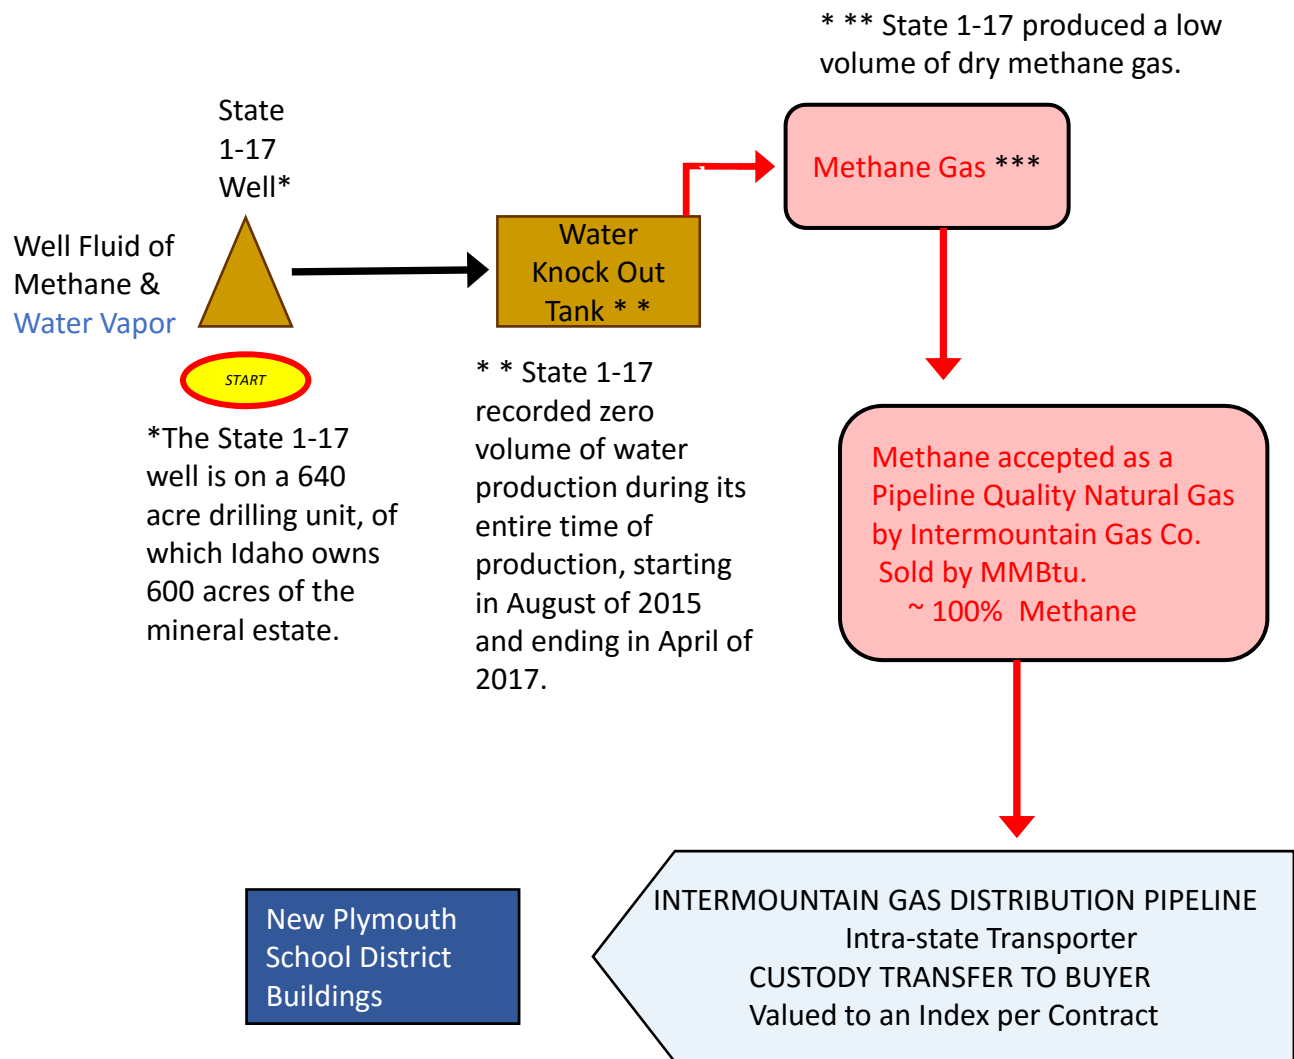 * ** State 1-17 produced a low
volume of dry methane gas.
State
1-17
Well*
Methane Gas ***
Well Fluid of
Methane &
Water Vapor
Water
Knock Out
Tank * *
START
*The State 1-17
well is on a 640
acre drilling unit, of
which Idaho owns
600 acres of the
mineral estate.
* * State 1-17
recorded zero
volume of water
production during its
entire time of
production, starting
in August of 2015
and ending in April of
2017.
Methane accepted as a
Pipeline Quality Natural Gas
by Intermountain Gas Co.
Sold by MMBtu.
~ 100% Methane
New Plymouth
School District
Buildings
INTERMOUNTAIN GAS DISTRIBUTION PIPELINE
Intra-state Transporter
CUSTODY TRANSFER TO BUYER
Valued to an Index per Contract